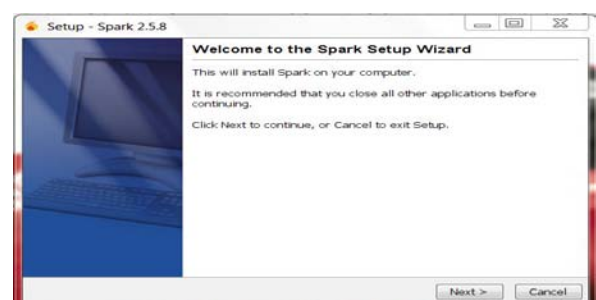 Setup - Spark 2.5.8
Welcome to the Spark Setup Wizard
This will install Spark on your computer.
It is recommended that you close all other applications before
continuing.
Click Next to continue, or Cancel to exit Setup.
Next >
Cancel